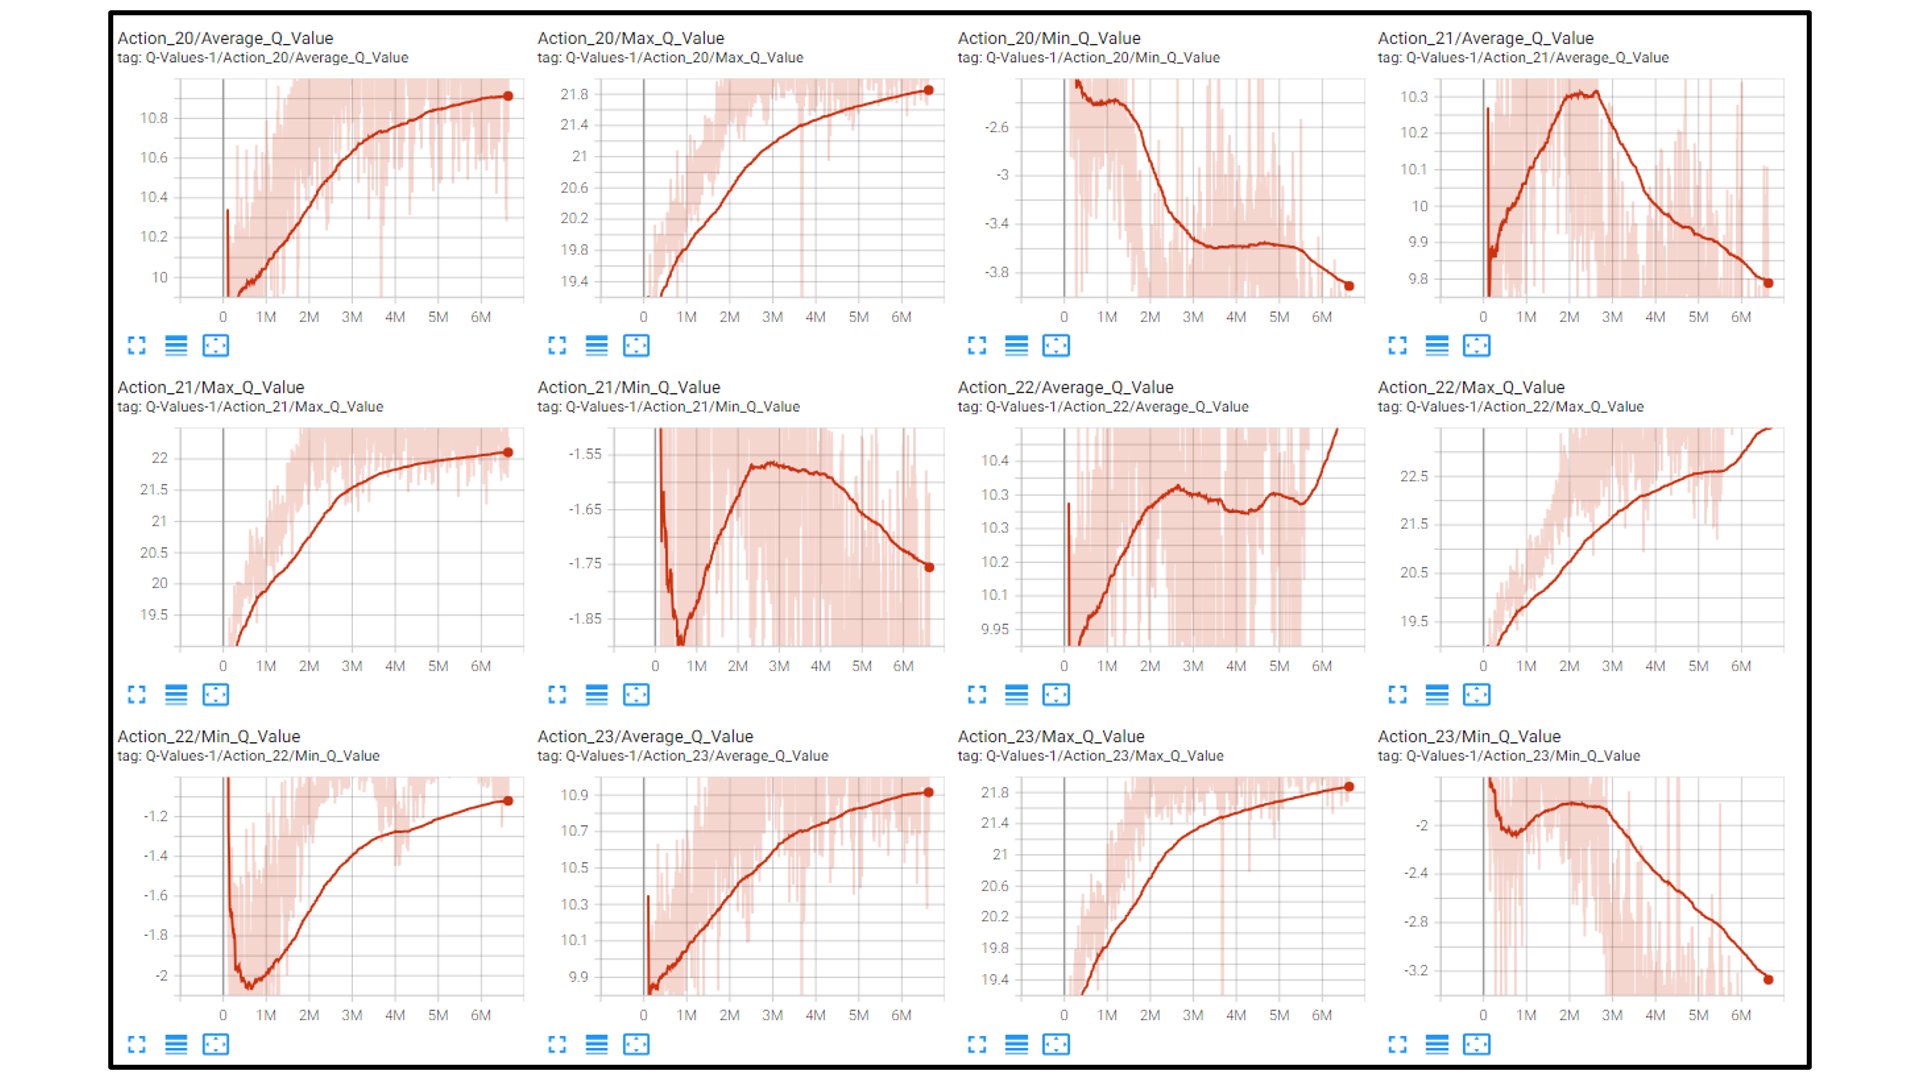 Action_20/Average_Q_Value
tag: Q-Values-1/Action_20/Average_Q_Value
10.8
10.6
10.4
10.2
10
0 1M 2M 3M 4M 5M 6M
Action_20/Max_Q_Value
tag: Q-Values-1/Action_20/Max_Q_Value
21.8
21.4
21
20.6
20.2
19.8
19.4
0 1M 2M 3M 4M 5M 6M
Action_20/Min_Q_Value
tag: Q-Values-1/Action_20/Min_Q_Value
-2.6
-3
-3.4
-3.8
0 1M 2M 3M 4M 5M 6M
Action_21/Average_Q_Value
tag: Q-Values-1/Action_21/Average_Q_Value
10.3
10.2
10.1
10
9.9
9.8
0 1M 2M 3M 4M 5M 6M
Action_21/Max_Q_Value
tag: Q-Values-1/Action_21/Max_Q_Value
22
21.5
21
20.5
20
19.5
0 1M 2M 3M 4M 5M 6M
Action_21/Min_Q_Value
tag: Q-Values-1/Action_21/Min_Q_Value
-1.55
-1.65
-1.75
-1.85
0 1M 2M 3M 4M 5M 6M
Action_22/Average_Q_Value
tag: Q-Values-1/Action_22/Average_Q_Value
10.4
10.3
10.3
10.2
10.1
9.95
0 1M 2M 3M 4M 5M 6M
Action_22/Max_Q_Value
tag: Q-Values-1/Action_22/Max_Q_Value
22.5
21.5
20.5
19.5
0 1M 2M 3M 4M 5M 6M
Action_22/Min_Q_Value
tag: Q-Values-1/Action_22/Min_Q_Value
-1.2
-1.4
-1.6
-1.8
-2
0 1M 2M 3M 4M 5M 6M
Action_23/Average_Q_Value
tag: Q-Values-1/Action_23/Average_Q_Value
10.9
10.7
10.5
10.3
10.1
9.9
0 1M 2M 3M 4M 5M 6M
Action_23/Max_Q_Value
tag: Q-Values-1/Action_23/Max_Q_Value
21.8
21.4
21
20.6
20.2
19.8
19.4
0 1M 2M 3M 4M 5M 6M
Action_23/Min_Q_Value
tag: Q-Values-1/Action_23/Min_Q_Value
-2
-2.4
-2.8
-3.2
0 1M 2M 3M 4M 5M 6M